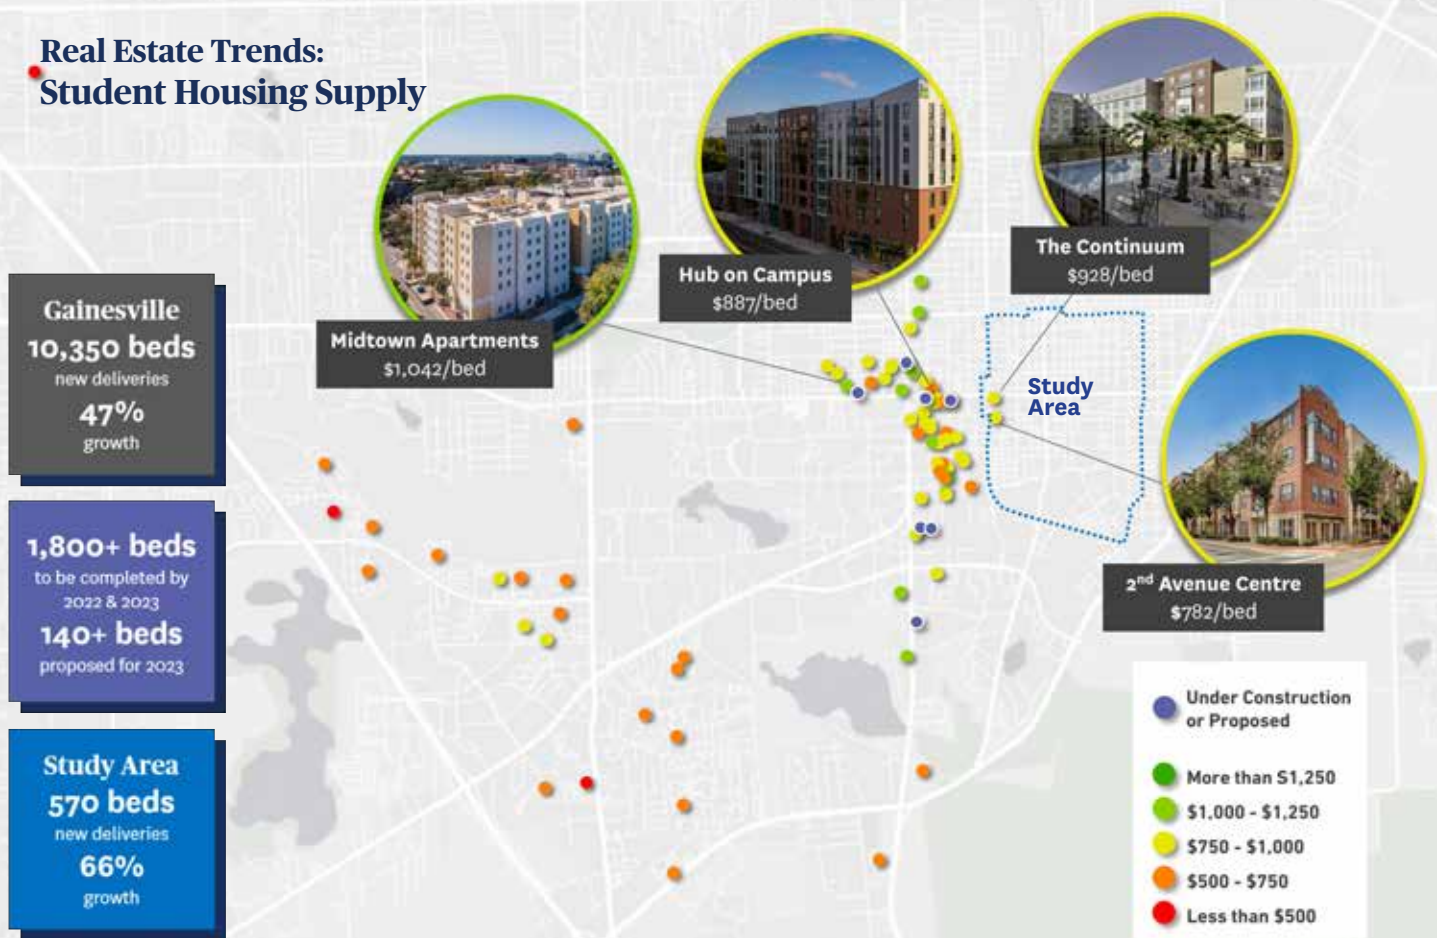 Real Estate Trends:
Student Housing Supply
Midtown Apartments
$1,042/bed
Hub on Campus
$887/bed
The Continuum
$928/bed
Study
Area
2nd Avenue Centre
$782/bed
Gainesville
10,350 beds
new deliveries
47%
growth
1,800+ beds
to be completed by
2022 & 2023
140+ beds
proposed for 2023
Study Area
570 beds
new deliveries
66%
growth
Under Construction
or Proposed
More than S1,250
$1,000 - $1,250
$750 - $1,000
$500 - $750
Less than $500